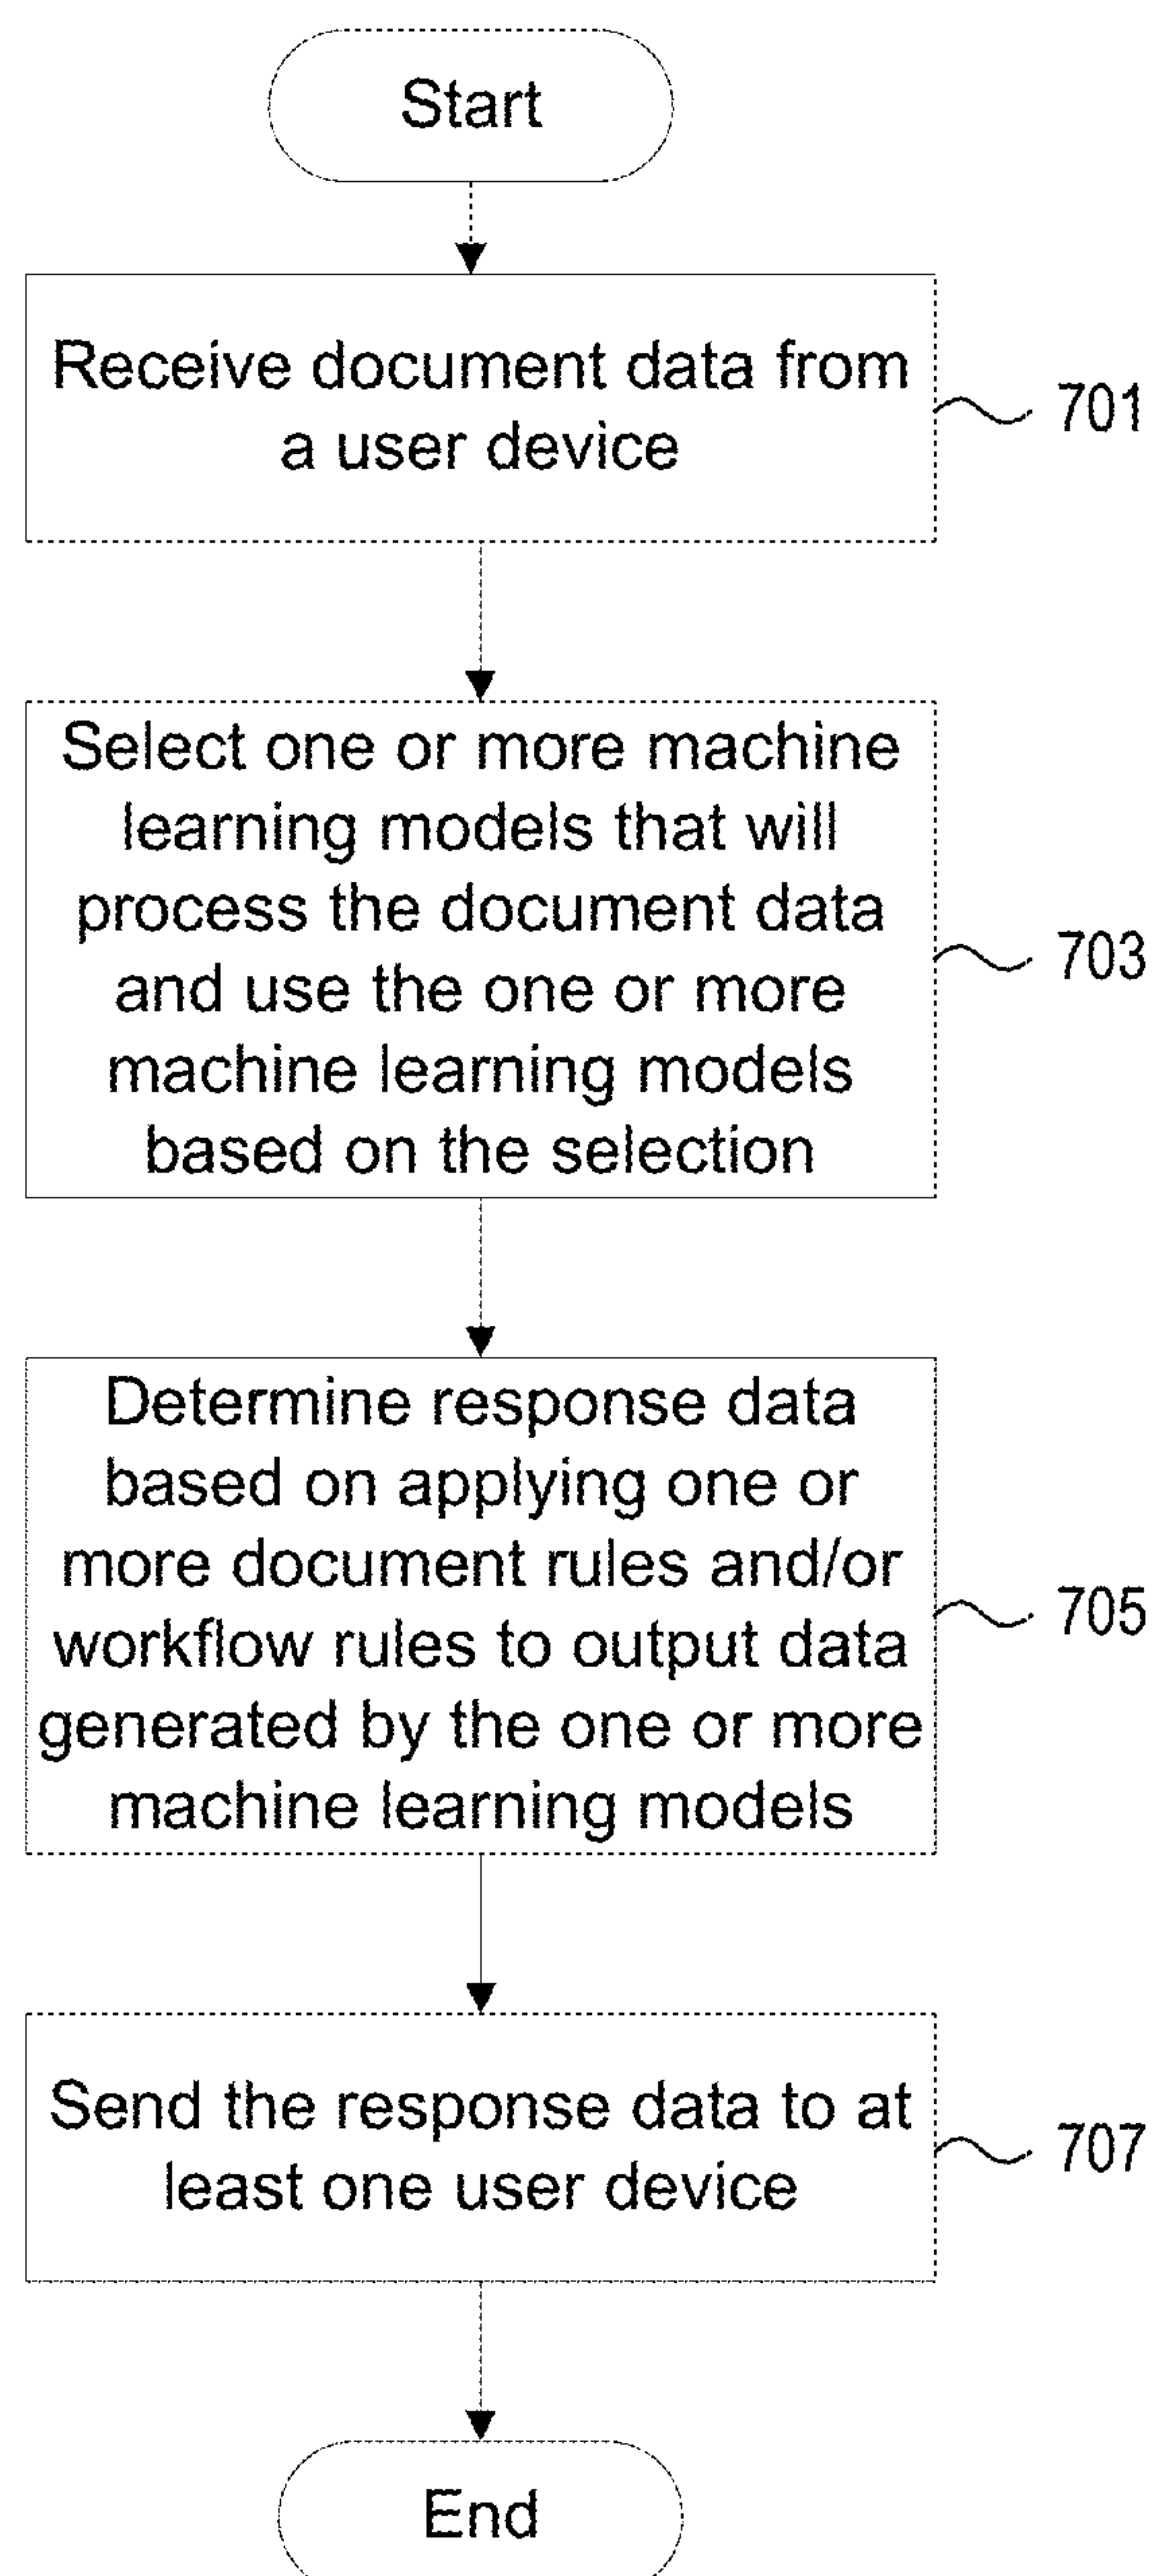 Start
Receive document data from
a user device
701
Select one or more machine
learning models that will
process the document data
and use the one or more
machine learning models
based on the selection
703
Determine response data
based on applying one or
more document rules and/or
workflow rules to output data
generated by the one or more
machine learning models
705
Send the response data to at
least one user device
707
End